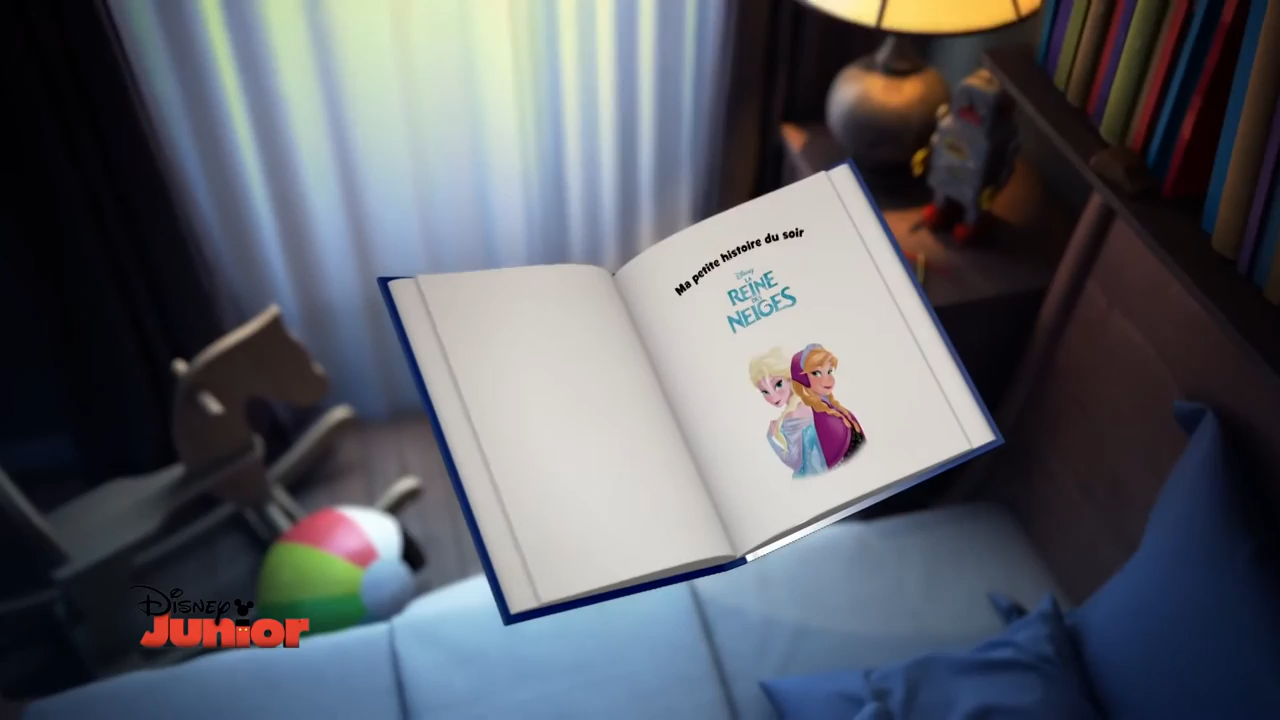 Ma petite histoire du soir
Disney
LA
REINE
DES
NEIGES
Disney
Junior